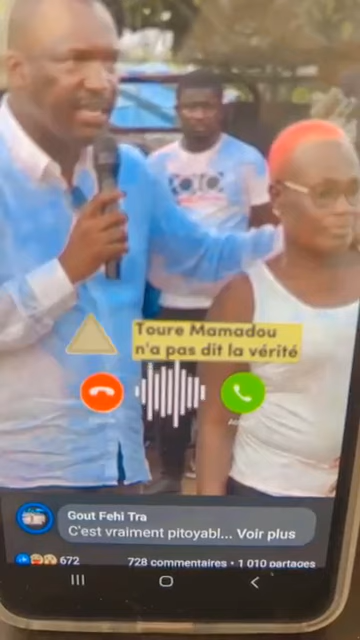 Toure Mamadou
n'a pas dit la vérité
Gout Fehi Tra
C'est vraiment pitoyabl... Voir plus
672
728 commentaires • 1 010 partages